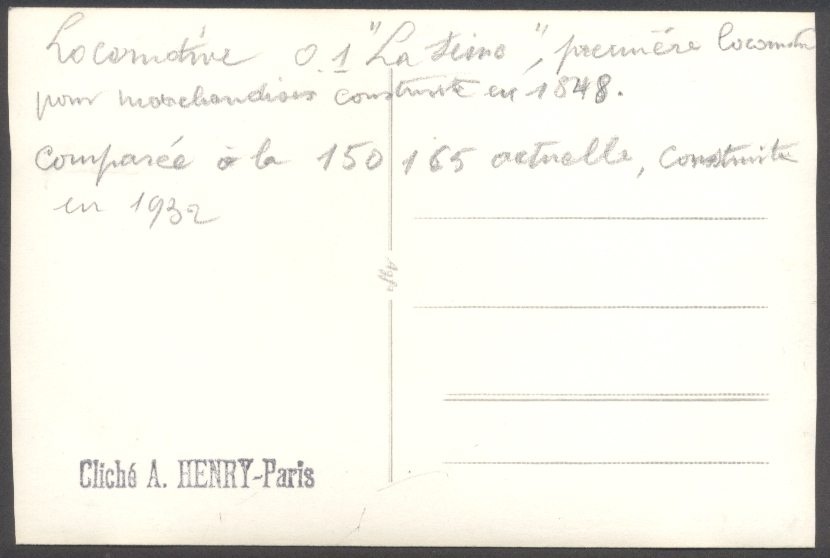 Locomotive 0.1 "La Seine", première locomotive
pour marchandises construite en 1848.
comparée à la 150 165 actuelle, construite
en 1932
Agfa
Cliché A. HENRY-Paris